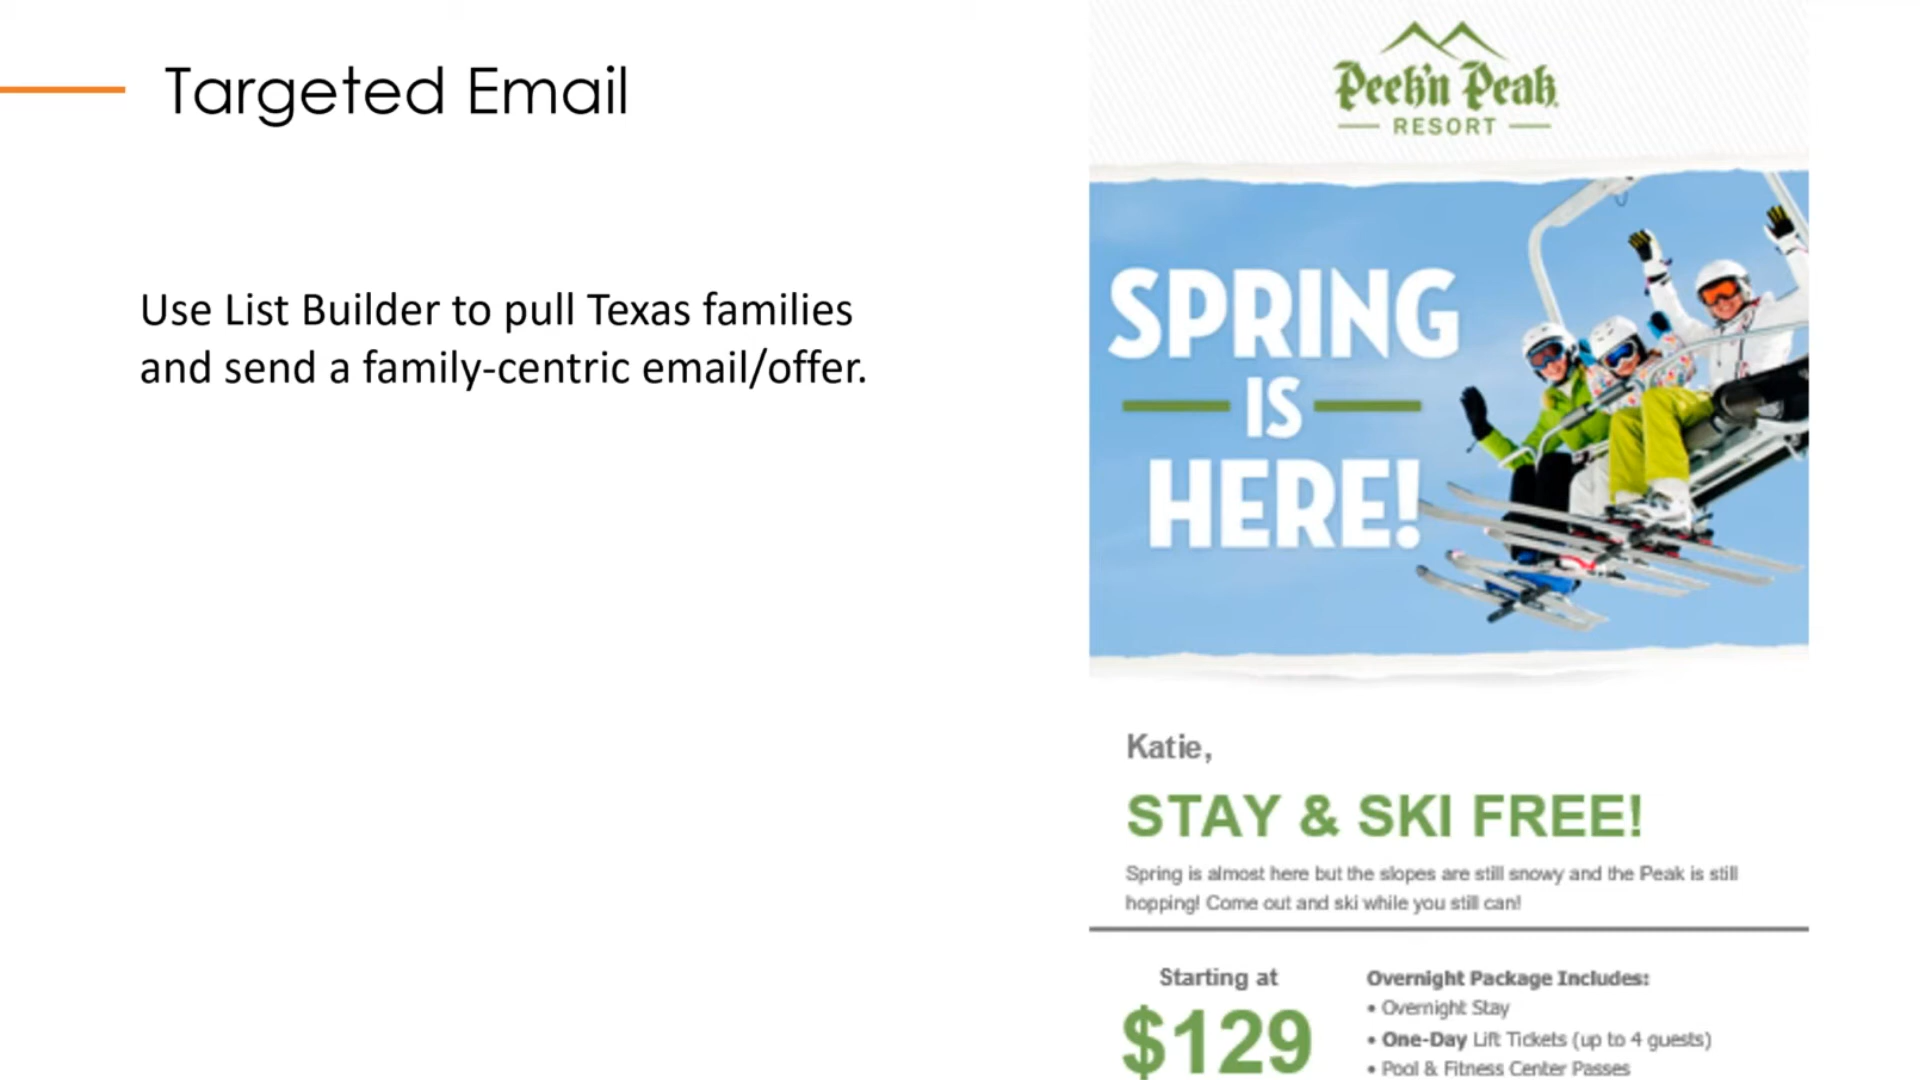 Targeted Email
Use List Builder to pull Texas families
and send a family-centric email/offer.
Peek'n Peak
RESORT
SPRING
IS
HERE!
Katie,
STAY & SKI FREE!
Spring is almost here but the slopes are still snowy and the Peak is still
hopping! Come out and ski while you still can!
Starting at
$129
Overnight Package Includes:
• Overnight Stay
• One-Day Lift Tickets (up to 4 guests)
• Pool & Fitness Center Passes